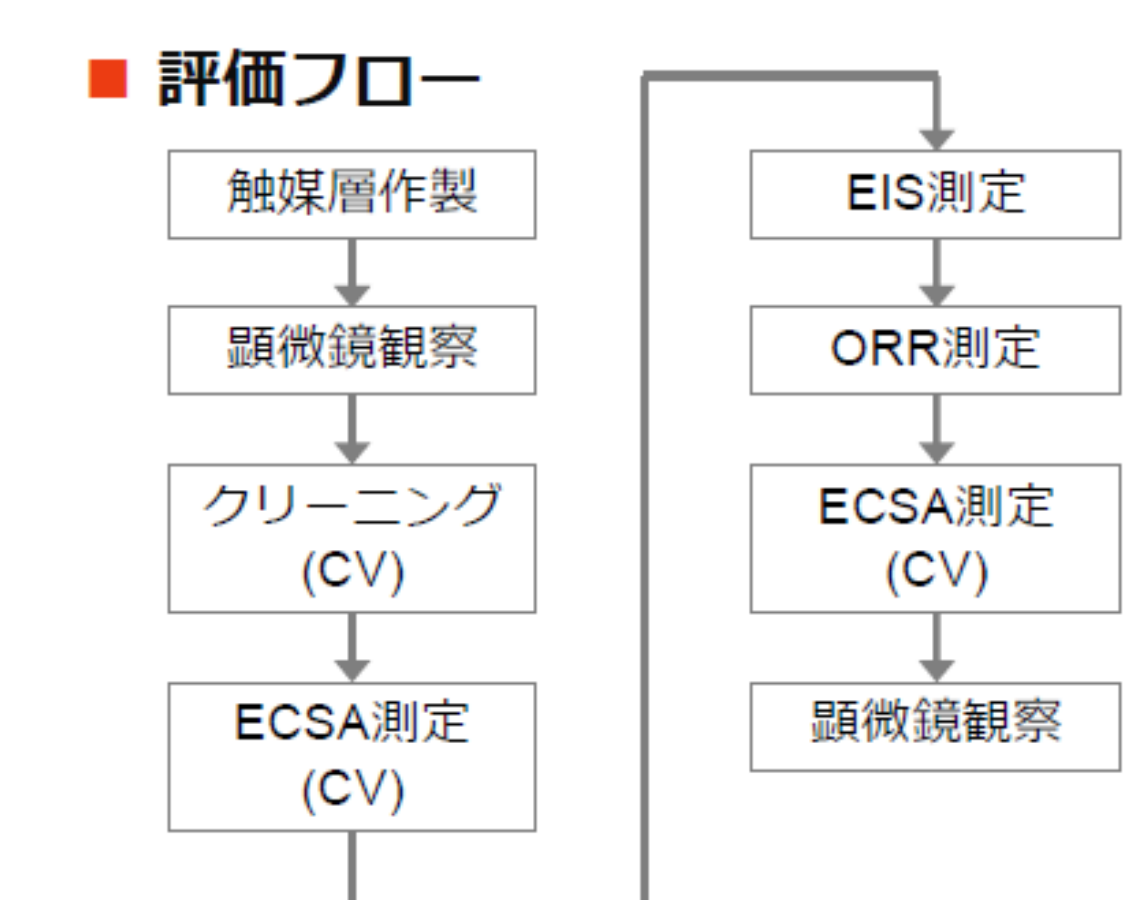 ■ 評価フロー
触媒層作製
顕微鏡観察
クリーニング
(CV)
ECSA測定
(CV)
EIS測定
ORR測定
ECSA測定
(CV)
顕微鏡観察